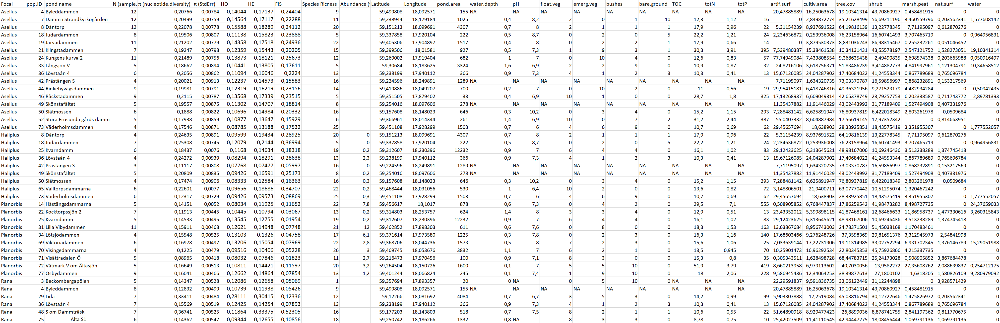 Focal pop.ID pond name N (sample. π (nucleotide.diversity) π (StdErr) HO HE FIS Species Ricness Abundance (t Latitude Longitude pond.area water.depth pH float.veg emerg.veg bushes bare.ground TOC totN totP artif.surf cultiv.area tree.cov shrub marsh.peat nat.surf water
Asellus 4 Byleddammen 12 0,20766 0,00784 0,14044 0,17137 0,24404 9 59,499808 18,092571 155 NA NA NA NA NA NA NA NA NA 20,47885889 16,25063678 19,10341314 43,70860927 0,458481915 0 0
Asellus 7 Damm i Strandkyrkogården 12 0,20499 0,00759 0,14564 0,17117 0,22288 11 59,238944 18,179184 1025 0,4 8,2 2 0 1 10 12,3 1,12 16 0 2,849872774 35,21628499 56,69211196 3,460559796 0,203562341 1,577608142
Asellus 8 Dåntorp 12 0,22078 0,00778 0,15588 0,18289 0,24112 20 59,151213 18,099691 4307 0,7 8 2 1 1 1 17,9 0,96 22 5,31154239 8,937691522 64,19816139 13,22778345 7,71195097 0,612870276 0
Asellus 18 Judardammen 8 0,19506 0,00807 0,11138 0,15823 0,23888 5 59,337858 17,920104 222 0,5 8,7 0 2 0 5 22,2 1,21 24 2,234636872 0,253936008 76,23158964 16,60741493 3,707465719 0 0,964956831
Asellus 19 Järvadammen 11 0,21202 0,00779 0,14358 0,17518 0,24936 22 59,405306 17,904897 1517 0,4 8 0 2 2 1 17,9 0,66 14 0 3,879530373 8,831036243 86,98315467 0,255232261 0,051046452 0
Asellus 21 Klingstadammen 7 0,19247 0,00798 0,12359 0,15443 0,20205 15 59,399506 18,01581 927 0,5 7,3 1 9 3 1 30,3 3,91 395 7,539480387 15,38461538 10,34131431 43,55578197 2,547121752 1,528273051 19,10341314
Asellus 24 Kungens kurva 2 11 0,21489 0,00756 0,13873 0,18121 0,25673 12 59,269002 17,919404 682 1 7 0 10 4 0 12,6 0,83 57 77,74949084 7,433808554 9,368635438 2,49490835 2,698574338 0,203665988 0,050916497
Asellus 33 Långsjön V 5 0,18662 0,00894 0,10441 0,13805 0,17611 5 59,30684 18,183625 3324 1,6 6,9 2 2 9 0 10,9 0,87 32 24,8216106 3,618756371 51,83486239 3,414882773 4,841997961 1,121304791 10,34658512
Asellus 36 Lövstaån 4 6 0,2056 0,00862 0,11094 0,16046 0,2224 13 59,238199 17,940112 366 0,9 7,3 4 1 2 3 10,3 0,41 13 15,67126085 24,04287902 17,40684022 41,24553344 0,867789689 0,765696784 0
Asellus 42 Prästängen S 4 0,20021 0,00913 0,12237 0,14573 0,15583 16 59,224596 18,249891 1289 NA NA NA NA NA NA NA NA NA 7,71195097 1,634320735 73,03370787 16,59856997 0,868232891 0,153217569 0
Asellus 44 Rinkebyvägsdammen 9 0,19981 0,00791 0,12319 0,16219 0,23156 14 59,419886 18,049207 700 0,2 7 0 10 2 0 11 0,56 19 29,95415181 6,418746816 49,36321956 9,271523179 4,482934284 0 0,50942435
Asellus 46 Råckstadammen 9 0,2115 0,00787 0,13568 0,17339 0,23515 5 59,351505 17,879402 33 0,4 6,9 10 1 0 0 28,7 1,8 325 17,13268937 6,609049314 42,65378749 23,79257753 6,202338587 0,711743772 2,89781393
Asellus 49 Skönstafältet 5 0,19557 0,00875 0,11302 0,14707 0,18814 8 59,254016 18,097606 278 NA NA NA NA NA NA NA NA NA 11,35437882 11,91446029 43,02443992 31,77189409 1,527494908 0,407331976 0
Asellus 50 Slätmossen 6 0,1888 0,00822 0,10696 0,14984 0,20332 16 59,157608 18,148023 646 0,3 10,2 0 3 4 0 15,2 1,15 293 7,288481142 6,625891947 76,80937819 6,422018349 2,803261978 0,0509684 0
Asellus 52 Stora Frösunda gårds damm 5 0,17938 0,00859 0,10877 0,13647 0,15929 6 59,366961 18,014344 261 1,4 6,9 10 0 7 2 31,2 2,44 387 55,0407332 8,604887984 17,56619145 17,97352342 0 0,814663951 0
Asellus 73 Väderholmsdammen 4 0,17546 0,00871 0,08785 0,13188 0,17532 25 59,451108 17,928299 1503 0,7 6 4 6 9 0 10,7 0,69 62 29,45657694 18,638903 28,33925851 18,43575419 3,351955307 0 1,777552057
Haliplus 8 Dåntorp 4 0,24635 0,00891 0,09599 0,19434 0,28925 20 0 59,151213 18,099691 4307 0,7 8 2 1 1 1 17,9 0,96 22 5,31154239 8,937691522 64,19816139 13,22778345 7,71195097 0,612870276 0
Haliplus 18 Judardammen 7 0,25308 0,00745 0,12079 0,2144 0,36994 5 0 59,337858 17,920104 222 0,5 8,7 0 2 0 5 22,2 1,21 24 2,234636872 0,253936008 76,23158964 16,60741493 3,707465719 0 0,964956831
Haliplus 25 Kvarndamm 6 0,18437 0,0076 0,1168 0,14634 0,18318 19 0,2 59,312607 18,230396 12232 0,9 7 6 4 4 0 16,1 1,02 83 29,12423625 6,313645621 48,98167006 10,69246436 3,513238289 1,374745418 0
Haliplus 36 Lövstaån 4 4 0,24272 0,00939 0,08294 0,18291 0,28638 13 2,3 59,238199 17,940112 366 0,9 7,3 4 1 2 3 10,3 0,41 13 15,67126085 24,04287902 17,40684022 41,24553344 0,867789689 0,765696784 0
Haliplus 42 Prästängen S 3 0,11117 0,00808 0,07768 0,07477 0,05997 16 0 59,224596 18,249891 1289 NA NA NA NA NA NA NA NA NA 7,71195097 1,634320735 73,03370787 16,59856997 0,868232891 0,153217569 0
Haliplus 49 Skönstafältet 5 0,20809 0,00835 0,09426 0,16591 0,25173 8 0,2 59,254016 18,097606 278 NA NA NA NA NA NA NA NA NA 11,35437882 11,91446029 43,02443992 31,77189409 1,527494908 0,407331976 0
Haliplus 50 Slätmossen 4 0,17474 0,00906 0,08333 0,12584 0,16363 16 0,3 59,157608 18,148023 646 0,3 10,2 0 3 4 0 15,2 1,15 293 7,288481142 6,625891947 76,80937819 6,422018349 2,803261978 0,0509684 0
Haliplus 65 Valltorpsdammarna 6 0,22601 0,0077 0,09656 0,18686 0,34707 22 0,2 59,468444 18,031056 530 1 6,4 10 2 0 0 13,6 0,82 72 3,148806501 21,9400711 63,07770442 10,51295074 1,320467242 0 0
Haliplus 73 Väderholmsdammen 6 0,12317 0,00729 0,09426 0,09573 0,08869 25 0,3 59,451108 17,928299 1503 0,7 6 4 6 9 0 10,7 0,69 62 29,45657694 18,638903 28,33925851 18,43575419 3,351955307 0 1,777552057
Planorbis 14 Hästängsdammarna 5 0,14151 0,0052 0,08034 0,11925 0,11652 22 7,8 59,456617 18,1017 878 0,6 7,3 0 4 2 0 29,5 7,1 555 0,508905852 6,768447837 17,86259542 41,98473282 8,498727735 0 24,37659033
Planorbis 22 Kocktorpssjön 2 7 0,11913 0,00445 0,10445 0,10794 0,03067 13 0,2 59,314803 18,253757 624 1,4 8 3 3 4 0 12,9 0,51 13 23,43352012 5,399898115 41,87468161 12,68466633 11,86958737 1,477330616 3,260315843
Planorbis 25 Kvarndamm 5 0,14533 0,00495 0,13545 0,12755 0,01954 19 0,2 59,312607 18,230396 12232 0,9 7 6 4 4 0 16,1 1,02 83 29,12423625 6,313645621 48,98167006 10,69246436 3,513238289 1,374745418 0
Planorbis 31 Lilla Vibydammen 11 0,15911 0,00468 0,12621 0,14948 0,07748 21 12 59,462852 17,898303 611 0,6 7,6 0 8 0 0 18,3 1,53 163 13,63867684 8,956743003 24,78371501 51,45038168 1,170483461 0 0
Planorbis 34 Lötsjödammen 4 0,15548 0,00525 0,13103 0,1326 0,04758 17 6,1 59,371614 17,973580 1225 0,3 7,8 0 2 3 0 16,3 1,16 140 17,68603466 9,276248726 37,3598369 29,81651376 3,312945973 2,54841998 0
Planorbis 69 Viktoriadammen 6 0,16978 0,00497 0,13206 0,15054 0,07969 22 2,8 59,368706 18,044736 1573 0,5 8 7 2 3 0 15,6 1,06 25 7,033639144 17,22731906 19,11314985 33,02752294 6,931702345 1,376146789 15,29051988
Planorbis 70 Visingedammarna 4 0,1225 0,00479 0,09516 0,10406 0,05228 26 3 59,469745 18,053676 3832 1,1 7 6 2 1 0 13,5 0,945 70 10,25901473 16,96292534 22,80345353 45,75926866 4,215337735 0 0
Planorbis 71 Visättradalen Ö 5 0,08965 0,00418 0,08032 0,07846 0,01823 11 2,7 59,216473 17,970456 100 0,9 7,1 8 3 0 0 15,3 0,8 35 0,305343511 1,628498728 68,44783715 25,24173028 0,508905852 3,867684478 0
Planorbis 72 Våtmark V om Ältasjön 5 0,16649 0,00513 0,10811 0,14421 0,11597 20 3,2 59,264504 18,150726 1600 0,1 7 5 5 10 0 51,9 3,79 419 8,660213958 6,979113602 40,7030056 13,9582272 27,35608762 2,088639837 0,254712175
Planorbis 77 Ösbydammen 9 0,16041 0,00466 0,12662 0,14864 0,07854 13 1,2 59,401244 18,066824 245 0,1 7,4 1 9 10 0 18 2,06 228 9,586945436 12,34064253 38,39877613 27,1800102 1,6318205 1,580826109 9,280979092
Rana 3 Beckombergapölen 5 0,14347 0,00528 0,12086 0,12658 0,05069 1 59,357694 17,893357 20 0 NA 0 5 10 0 NA NA NA 22,29591837 9,591836735 33,06122449 31,12244898 0 3,928571429 0
Rana 4 Byleddammen 8 0,12832 0,00499 0,10739 0,11938 0,05426 9 59,499808 18,092571 155 NA NA NA NA NA NA NA NA NA 20,47885889 16,25063678 19,10341314 43,70860927 0,458481915 0 0
Rana 29 Lida 7 0,33411 0,00484 0,28111 0,30415 0,12336 12 59,12266 18,081692 4084 0,7 6,7 3 5 3 0 14,2 0,99 99 5,903307888 17,2519084 45,03816794 30,12722646 1,475826972 0,203562341 0
Rana 36 Lövstaån 4 7 0,15569 0,00519 0,12425 0,14254 0,07893 13 59,238199 17,940112 366 0,9 7,3 4 1 2 3 10,3 0,41 13 15,67126085 24,04287902 17,40684022 41,24553344 0,867789689 0,765696784 0
Rana 48 S om Dammträsk 7 0,36741 0,00525 0,11864 0,33375 0,52305 16 59,177203 18,143803 518 0,7 7,5 8 2 1 1 10,6 0,55 22 51,64890918 8,929477423 26,8899036 8,878741755 2,841197362 0,811770675 0
Rana 75 Älta S1 6 0,14362 0,00547 0,09344 0,12655 0,10856 18 59,250742 18,186266 1332 0,8 NA 8 3 3 0 8,78 0,75 10 25,42027509 11,41110545 42,94447275 18,08456444 1,069791136 1,069791136 0